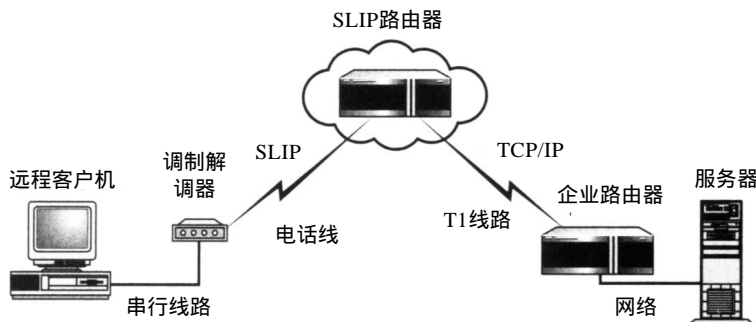 SLIP路由器
SLIP
TCP/IP
调制解
调器
远程客户机
电话线
T1线路
企业路由器
服务器
串行线路
网络